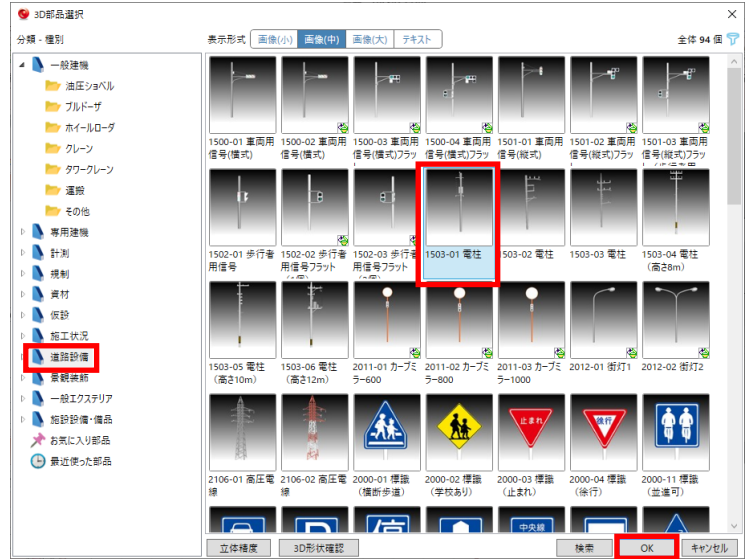 3D部品選択
分類 - 種別
表示形式 画像(小) 画像(中) 画像(大) テキスト 全体 94 個
一般建機
油圧ショベル
ブルドーザ
ホイールローダ
クレーン
タワークレーン
運搬
その他
専用建機
計測
規制
資材
仮設
施工状況
道路設備
景観装飾
一般エクステリア
施設設備・備品
お気に入り部品
最近使った部品
1500-01 車両用
信号(横式)
1500-02 車両用
信号(横式)
1500-03 車両用
信号(横式)フラッ
1500-04 車両用
信号(横式)フラッ
1501-01 車両用
信号(縦式)
1501-02 車両用
信号(縦式)フラッ
1501-03 車両用
信号(縦式)フラッ
1502-01 歩行者
用信号
1502-02 歩行者
用信号フラット
1502-03 歩行者
用信号フラット
1503-01 電柱
1503-02 電柱
1503-03 電柱
1503-04 電柱
（高さ8m）
1503-05 電柱
（高さ10m）
1503-06 電柱
（高さ12m）
2011-01 カーブミ
ラー600
2011-02 カーブミ
ラー800
2011-03 カーブミ
ラー1000
2012-01 街灯1
2012-02 街灯2
止まれ
徐行
2106-01 高圧電
線
2106-02 高圧電
線
2000-01 標識
（横断歩道）
2000-02 標識
（学校あり）
2000-03 標識
（止まれ）
2000-04 標識
（徐行）
2000-11 標識
（並進可）
中央線
立体精度 3D形状確認 検索 OK キャンセル